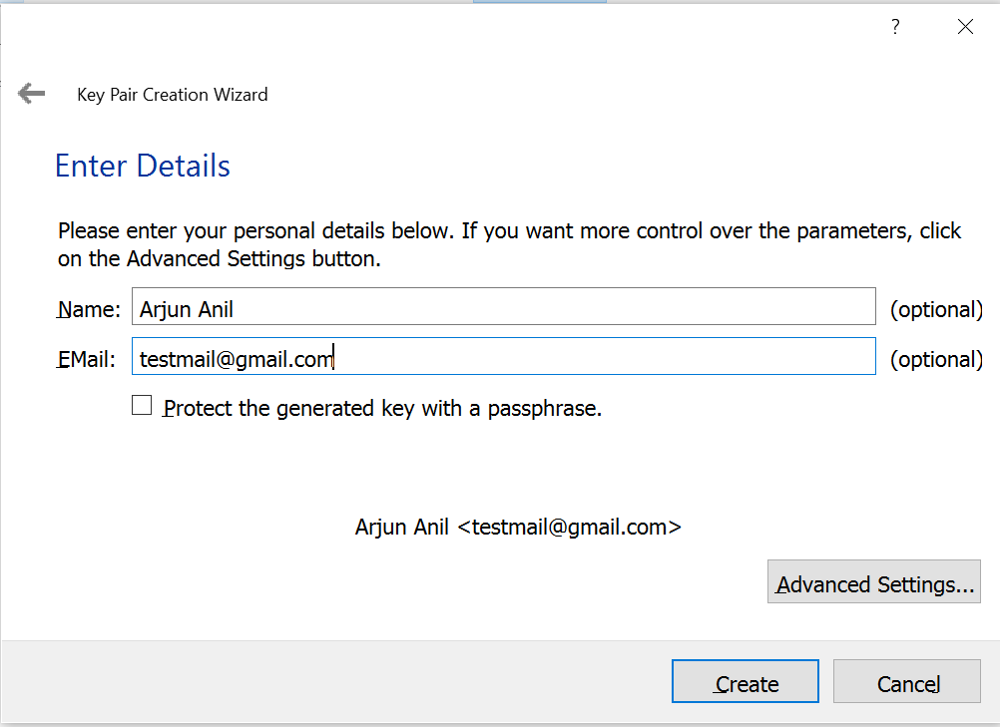 ?
Key Pair Creation Wizard
Enter Details
Please enter your personal details below. If you want more control over the parameters, click
on the Advanced Settings button.
Name: Arjun Anil (optional)
EMail: testmail@gmail.com (optional)
Protect the generated key with a passphrase.
Arjun Anil <testmail@gmail.com>
Advanced Settings...
Create Cancel